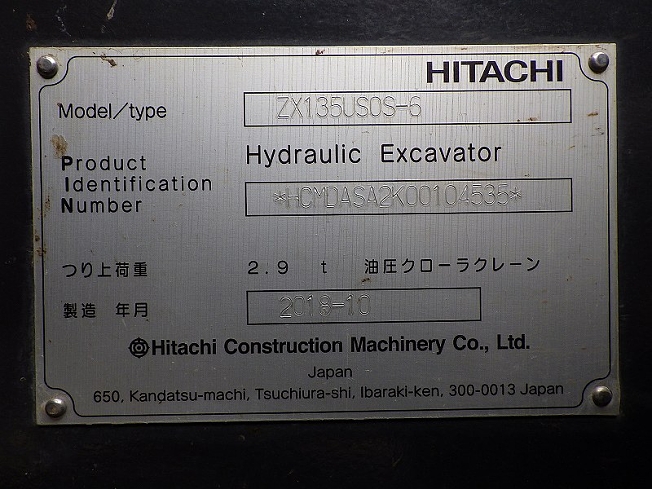 HITACHI
Model/type ZX135USOS-6
Hydraulic Excavator
Product
Identification
Number *HCMDASA2K00104535*
つり上荷重 2.9 t 油圧クローラクレーン
製造 年月 2018-10
Hitachi Construction Machinery Co., Ltd.
Japan
650, Kandatsu-machi, Tsuchiura-shi, Ibaraki-ken, 300-0013 Japan